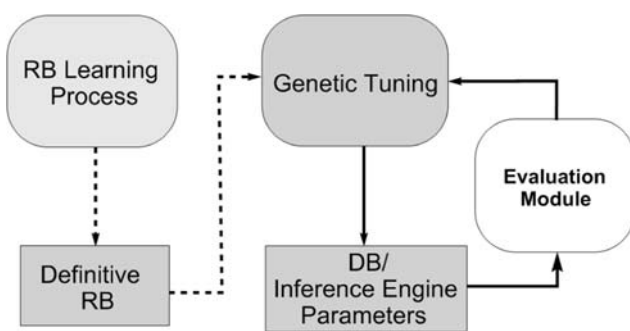 RB Learning
Process
Genetic Tuning
Evaluation
Module
Definitive
RB
DB/
Inference Engine
Parameters